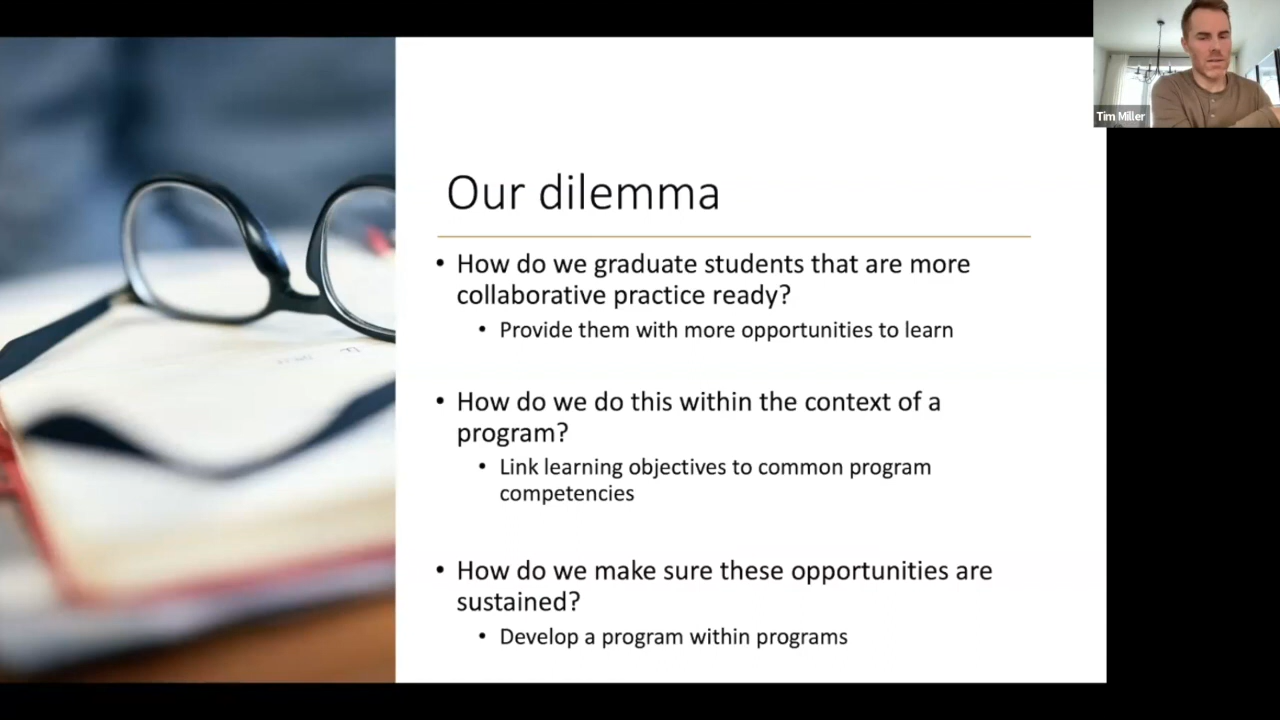 Tim Miller
Our dilemma
• How do we graduate students that are more
collaborative practice ready?
• Provide them with more opportunities to learn
• How do we do this within the context of a
program?
• Link learning objectives to common program
competencies
• How do we make sure these opportunities are
sustained?
• Develop a program within programs